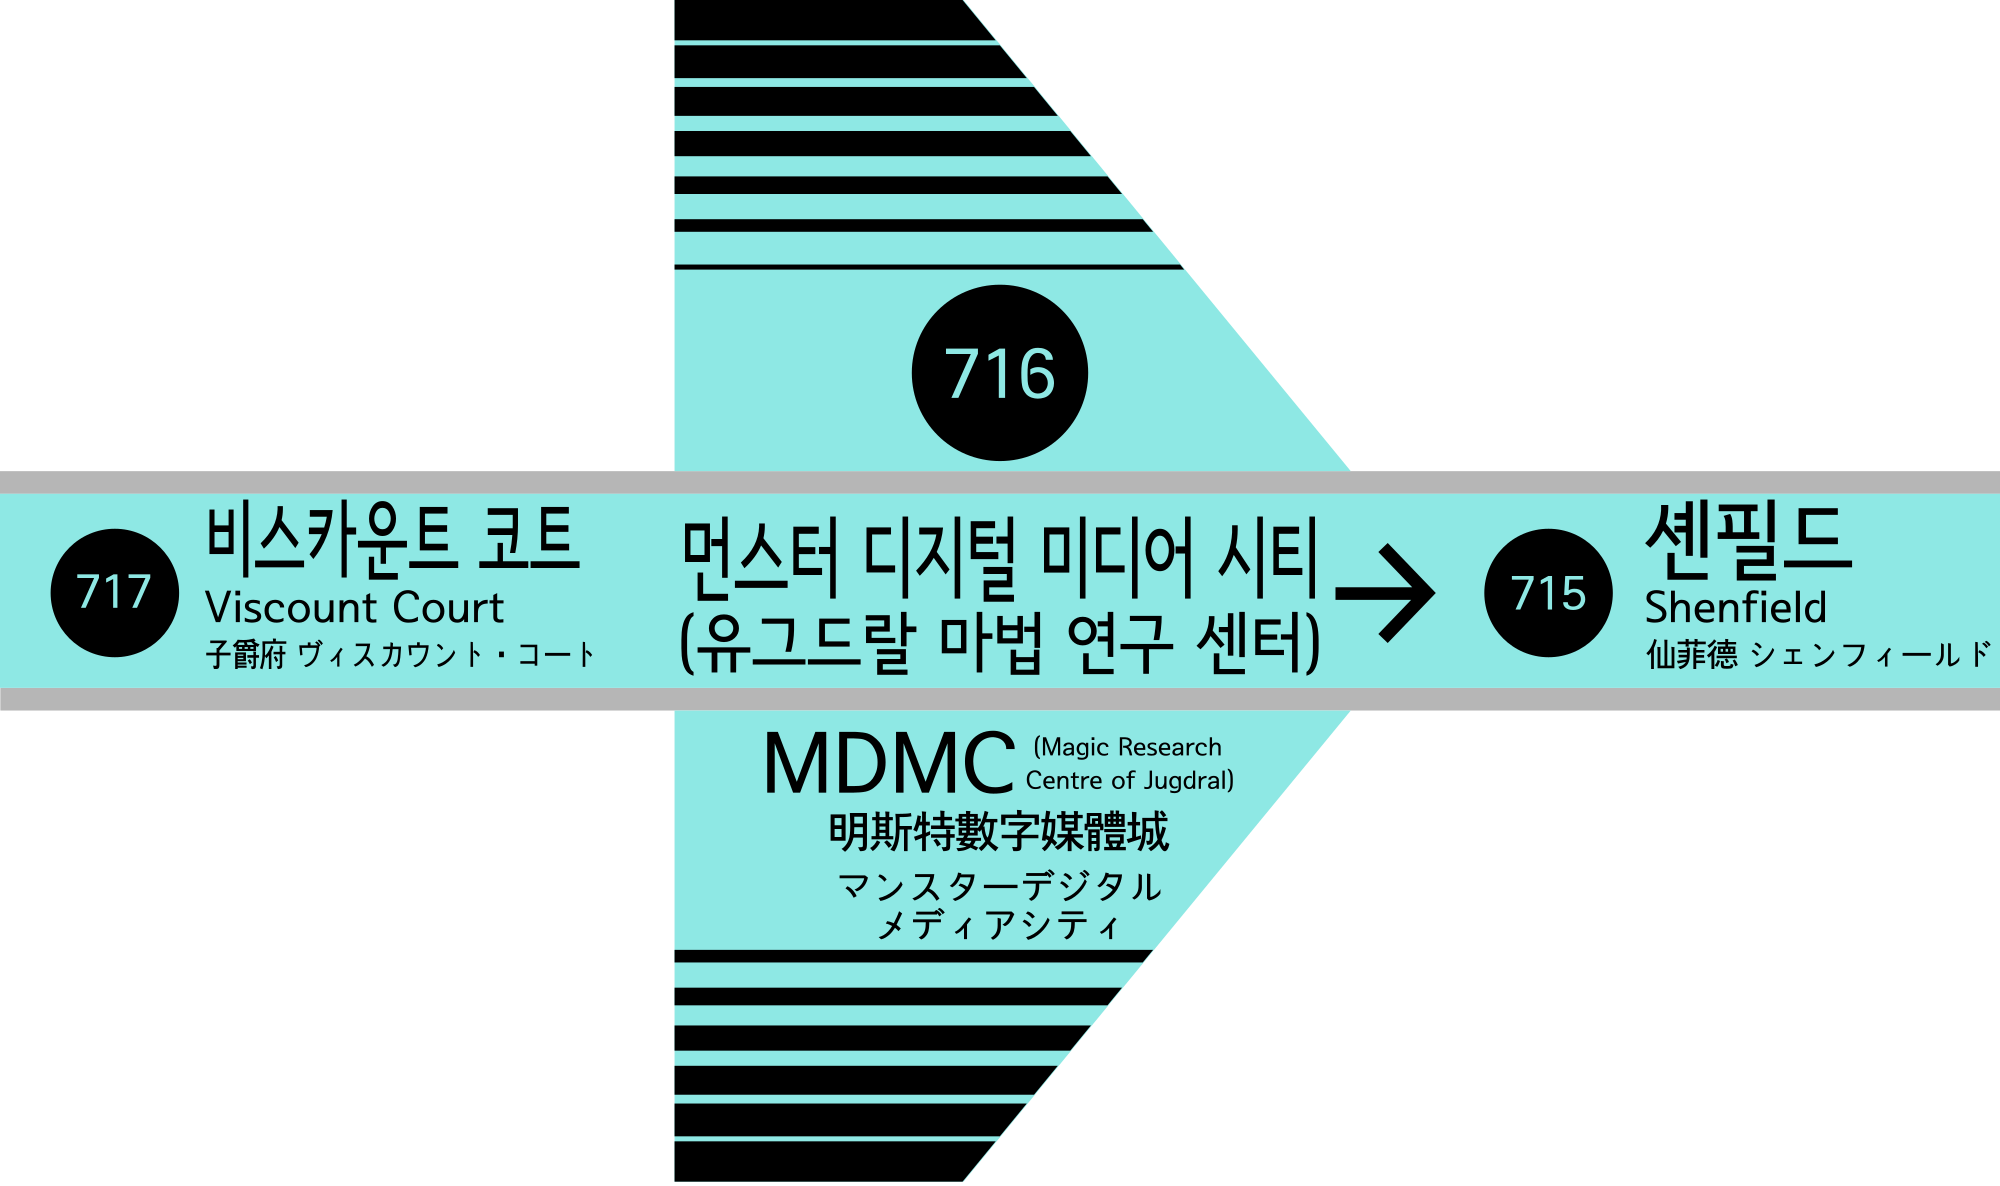 716
717
비스카운트 코트
Viscount Court
子爵府 ヴィスカウント・コート
먼스터 디지털 미디어 시티
(유그드랄 마법 연구 센터)
→
715
셴필드
Shenfield
仙菲德 シェンフィールド
MDMC (Magic Research
Centre of Jugdral)
明斯特數字媒體城
マンスターデジタル
メディアシティ